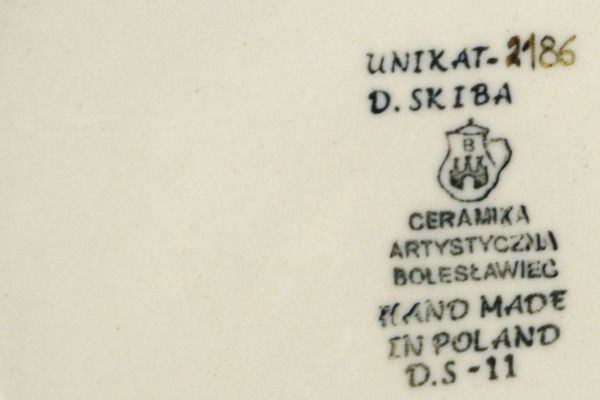 UNIKAT-2186
D. SKIBA
B
CERAMIKA
ARTYSTYCZNA
BOLESŁAWIEC
HAND MADE
IN POLAND
D.S -11